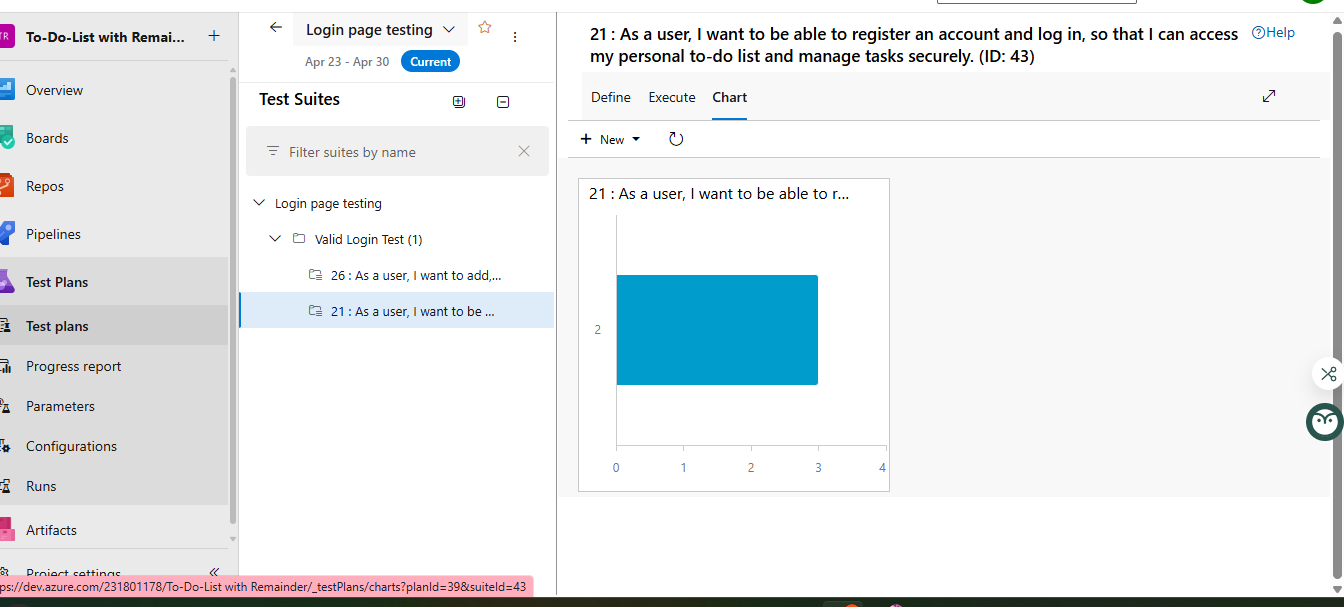 TR To-Do-List with Remai... +
Overview
Boards
Repos
Pipelines
Test Plans
Test plans
Progress report
Parameters
Configurations
Runs
Artifacts
Project settings
ps://dev.azure.com/231801178/To-Do-List with Remainder/_testPlans/charts?planId=39&suiteId=43
Login page testing
Apr 23 - Apr 30 Current
Test Suites
Filter suites by name
Login page testing
Valid Login Test (1)
26 : As a user, I want to add,...
21 : As a user, I want to be ...
21 : As a user, I want to be able to register an account and log in, so that I can access
my personal to-do list and manage tasks securely. (ID: 43)
Help
Define Execute Chart
+ New
21 : As a user, I want to be able to r...
2
0 1 2 3 4